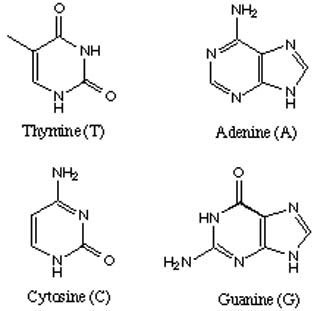 O
NH
N
H
O
Thymine (T)
NH2
N
N
N
N
H
Adenine (A)
NH2
N
N
H
O
Cytosine (C)
O
HN
N
H2N
N
N
H
Guanine (G)